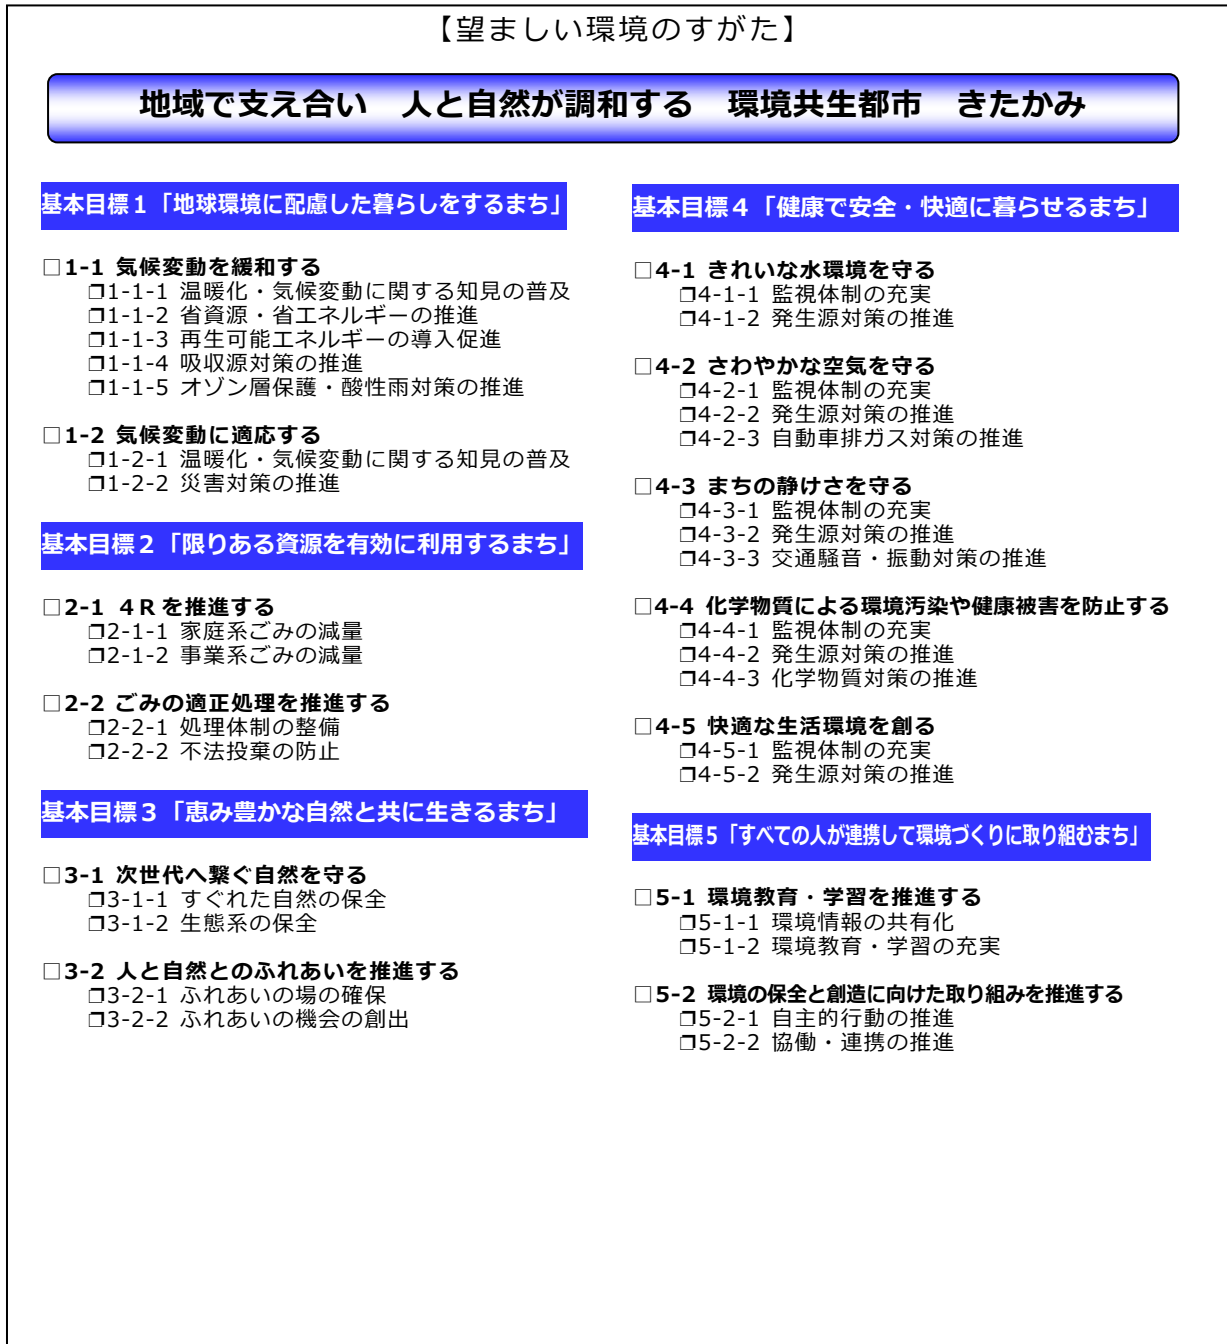 【望ましい環境のすがた】
地域で支え合い　人と自然が調和する　環境共生都市　きたかみ
基本目標１「地球環境に配慮した暮らしをするまち」
□1-1 気候変動を緩和する
❐1-1-1 温暖化・気候変動に関する知見の普及
❐1-1-2 省資源・省エネルギーの推進
❐1-1-3 再生可能エネルギーの導入促進
❐1-1-4 吸収源対策の推進
❐1-1-5 オゾン層保護・酸性雨対策の推進
□1-2 気候変動に適応する
❐1-2-1 温暖化・気候変動に関する知見の普及
❐1-2-2 災害対策の推進
基本目標２「限りある資源を有効に利用するまち」
□2-1 ４Rを推進する
❐2-1-1 家庭系ごみの減量
❐2-1-2 事業系ごみの減量
□2-2 ごみの適正処理を推進する
❐2-2-1 処理体制の整備
❐2-2-2 不法投棄の防止
基本目標３「恵み豊かな自然と共に生きるまち」
□3-1 次世代へ繋ぐ自然を守る
❐3-1-1 すぐれた自然の保全
❐3-1-2 生態系の保全
□3-2 人と自然とのふれあいを推進する
❐3-2-1 ふれあいの場の確保
❐3-2-2 ふれあいの機会の創出
基本目標４「健康で安全・快適に暮らせるまち」
□4-1 きれいな水環境を守る
❐4-1-1 監視体制の充実
❐4-1-2 発生源対策の推進
□4-2 さわやかな空気を守る
❐4-2-1 監視体制の充実
❐4-2-2 発生源対策の推進
❐4-2-3 自動車排ガス対策の推進
□4-3 まちの静けさを守る
❐4-3-1 監視体制の充実
❐4-3-2 発生源対策の推進
❐4-3-3 交通騒音・振動対策の推進
□4-4 化学物質による環境汚染や健康被害を防止する
❐4-4-1 監視体制の充実
❐4-4-2 発生源対策の推進
❐4-4-3 化学物質対策の推進
□4-5 快適な生活環境を創る
❐4-5-1 監視体制の充実
❐4-5-2 発生源対策の推進
基本目標５「すべての人が連携して環境づくりに取り組むまち」
□5-1 環境教育・学習を推進する
❐5-1-1 環境情報の共有化
❐5-1-2 環境教育・学習の充実
□5-2 環境の保全と創造に向けた取り組みを推進する
❐5-2-1 自主的行動の推進
❐5-2-2 協働・連携の推進